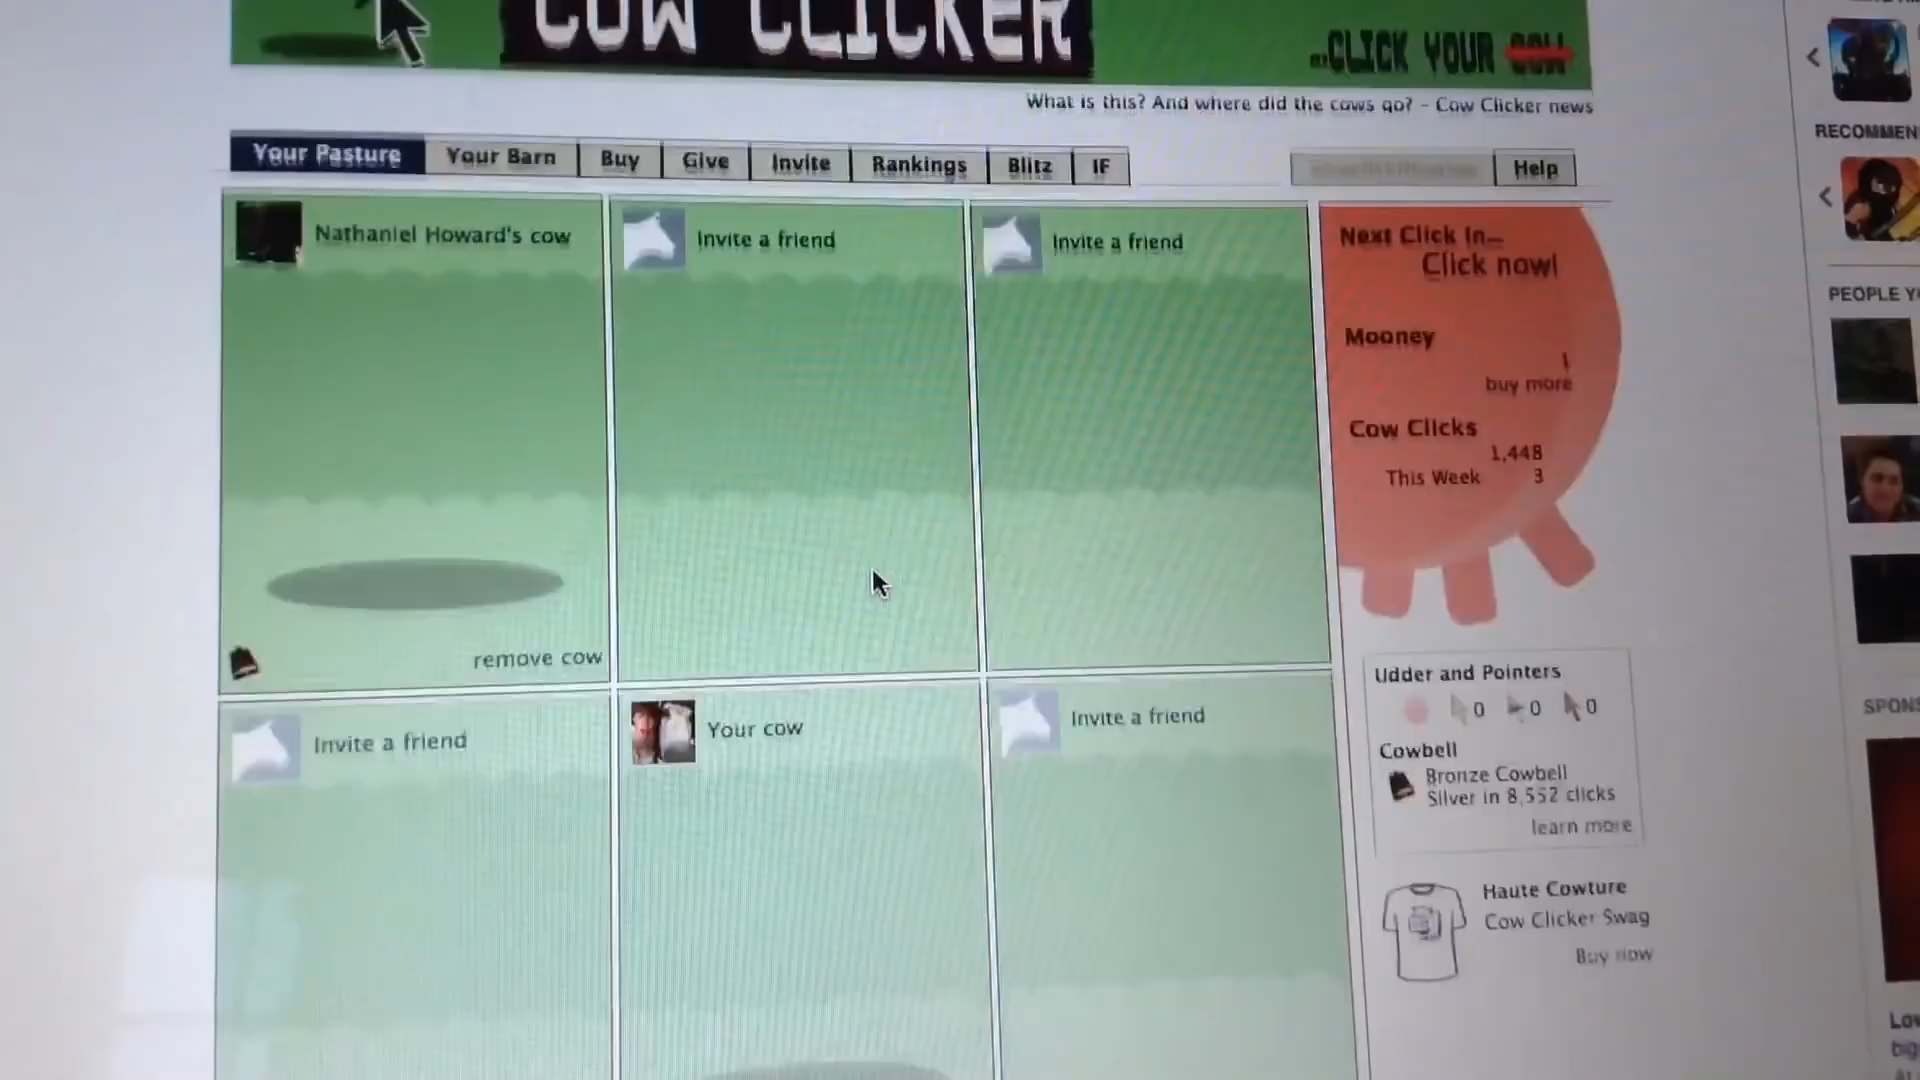 COW CLICKER
...CLICK YOUR COW
What is this? And where did the cows go? - Cow Clicker news
Your Pasture
Your Barn
Buy
Give
Invite
Rankings
Blitz
IF
Help
Nathaniel Howard's cow
Invite a friend
Invite a friend
Next Click In...
Click now!
Mooney
1
buy more
Cow Clicks
1,448
This Week 3
remove cow
Invite a friend
Your cow
Invite a friend
Udder and Pointers
0 0 0
Cowbell
Bronze Cowbell
Silver in 8,552 clicks
learn more
Haute Cowture
Cow Clicker Swag
Buy now
RECOMMEN
PEOPLE Y
SPONS
big